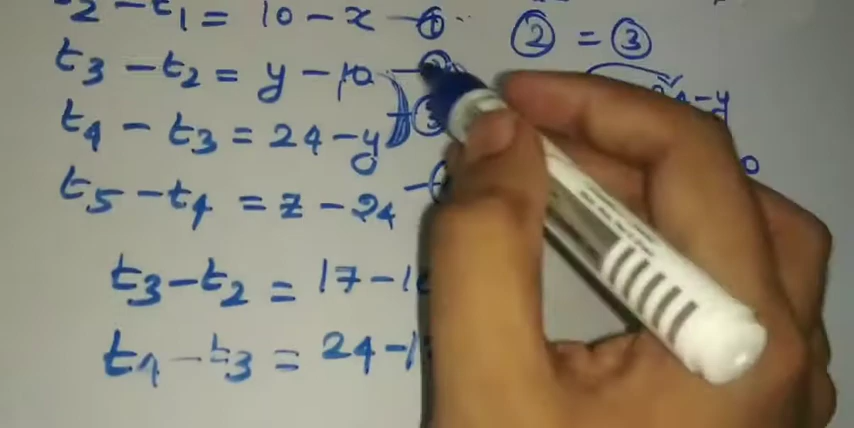 t₂ - t₁ = 10 - x - ①
② = ③
t₃ - t₂ = y - 10
24 - y
t₄ - t₃ = 24 - y - ③
t₅ - t₄ = z - 24
t₃ - t₂ = 17 - 1
t₄ - t₃ = 24 - 1